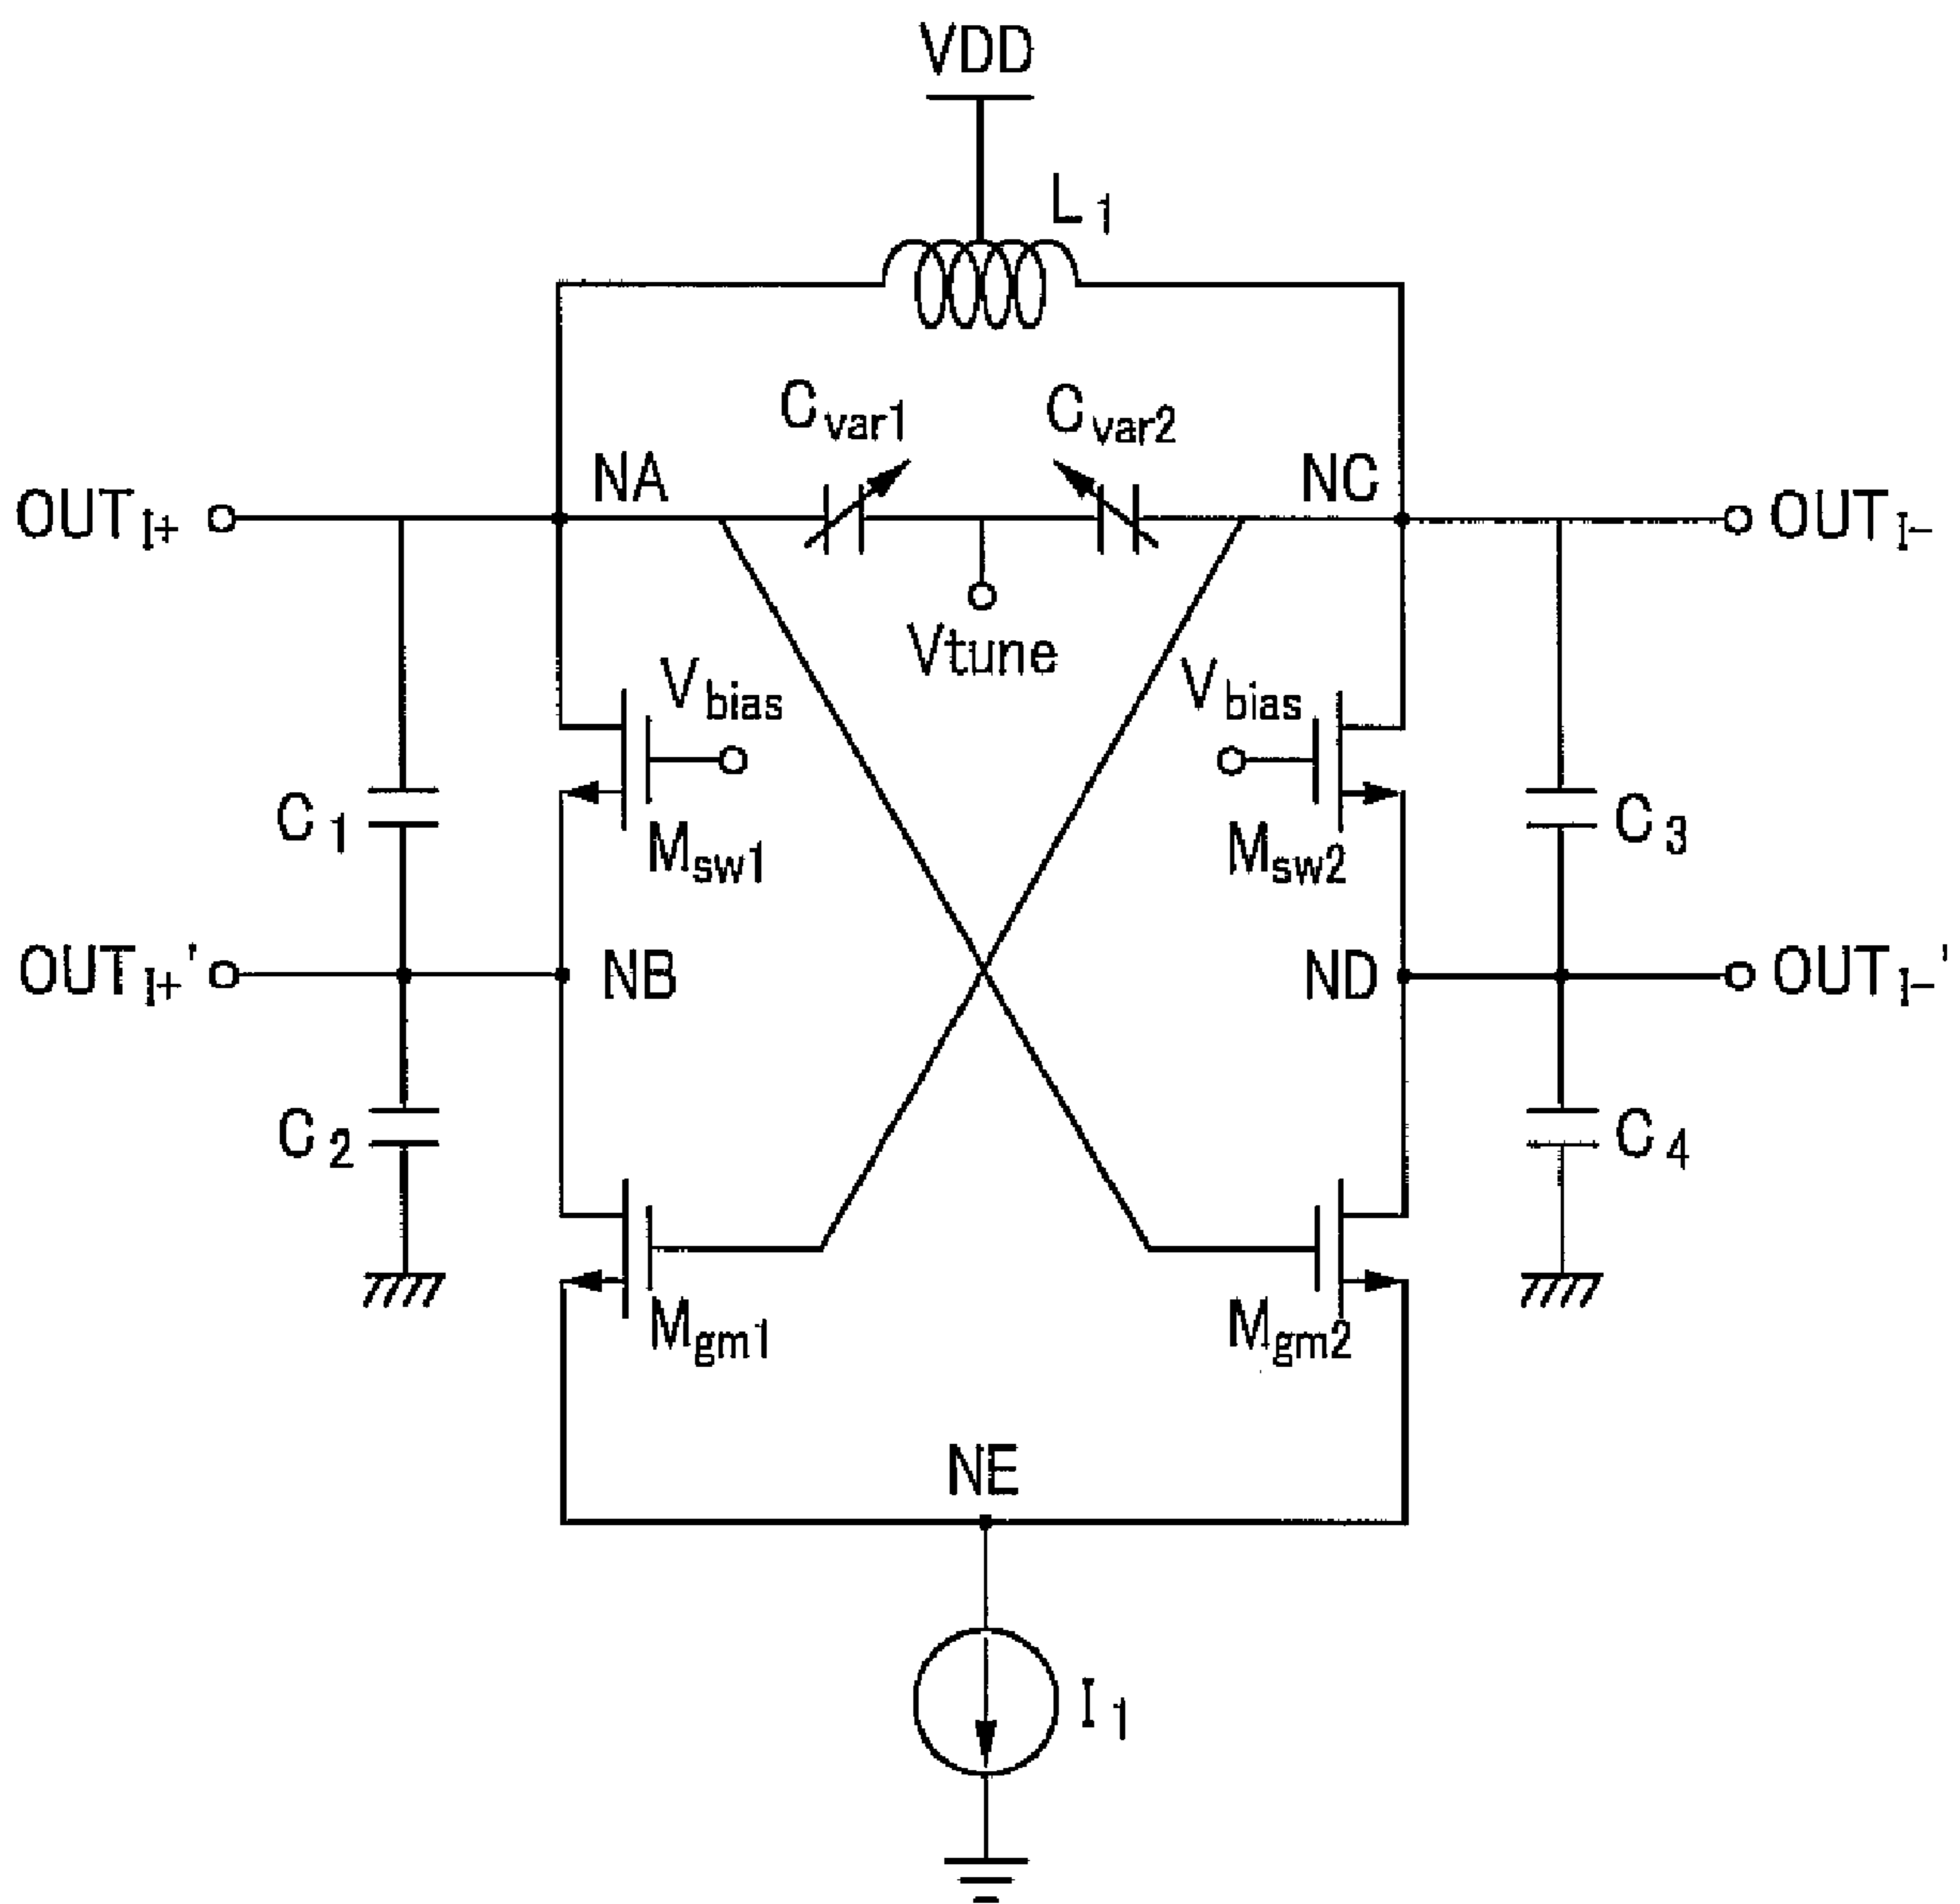 VDD
L1
Cvar1
Cvar2
NA
NC
OUTI+
OUTI-
Vtune
Vbias
Vbias
C1
Msw1
Msw2
C3
OUTI+'
NB
ND
OUTI-'
C2
C4
Mgm1
Mgm2
NE
I1